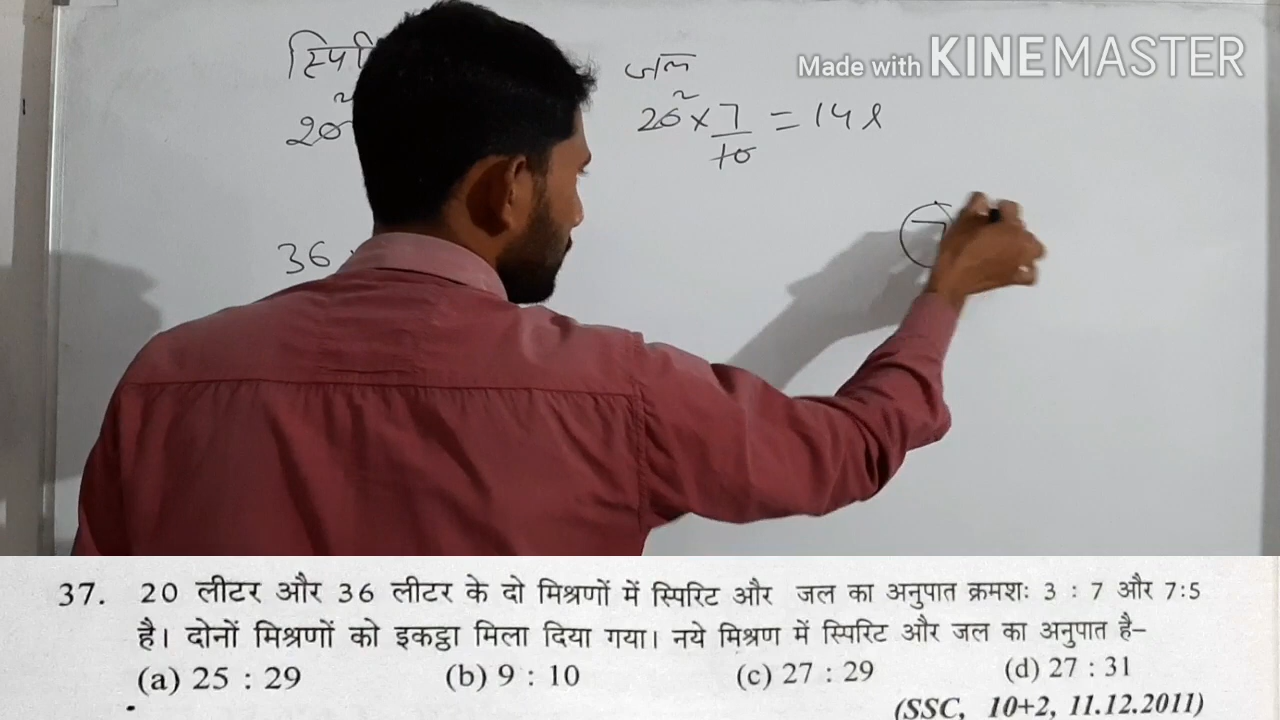 जल
Made with KINEMASTER
20
20² × 7/10 = 14 l
7
36
37. 20 लीटर और 36 लीटर के दो मिश्रणों में स्पिरिट और जल का अनुपात क्रमशः 3 : 7 और 7:5
है। दोनों मिश्रणों को इकट्ठा मिला दिया गया। नये मिश्रण में स्पिरिट और जल का अनुपात है–
(a) 25 : 29 (b) 9 : 10 (c) 27 : 29 (d) 27 : 31
(SSC, 10+2, 11.12.2011)